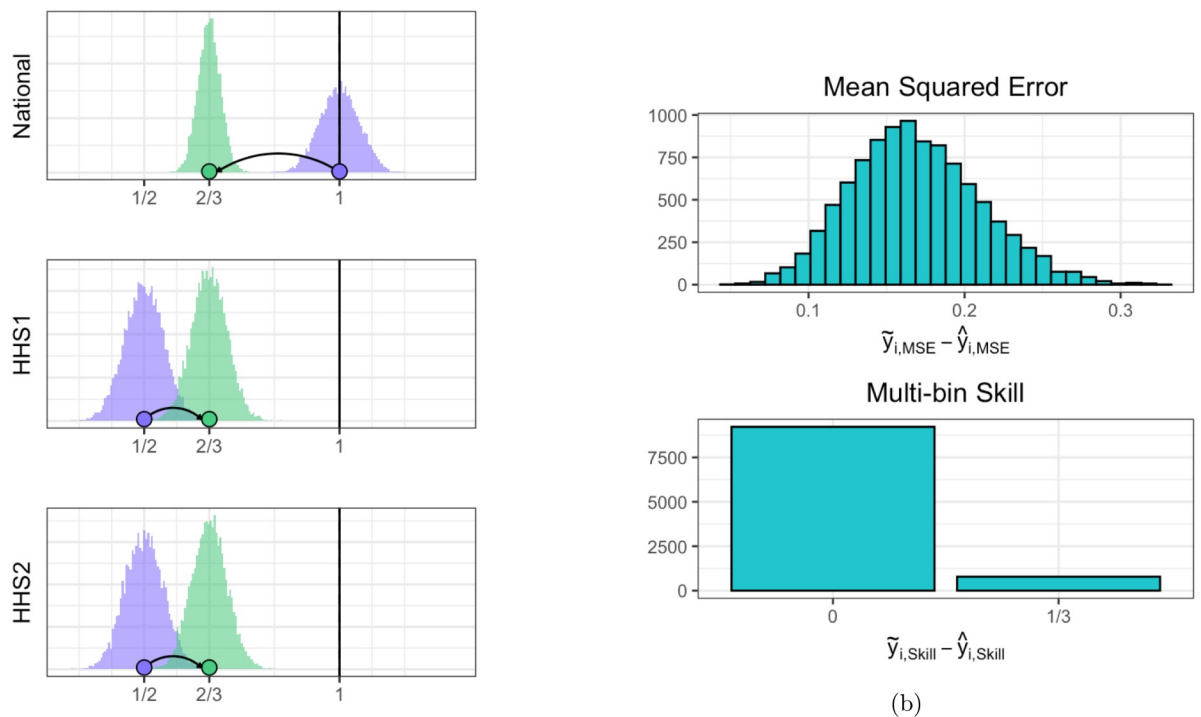 National
1/2 2/3 1
HHS1
1/2 2/3 1
HHS2
1/2 2/3 1
Mean Squared Error
1000
750
500
250
0
0.1 0.2 0.3
ỹi,MSE − ŷi,MSE
Multi-bin Skill
7500
5000
2500
0
0 1/3
ỹi,Skill − ŷi,Skill
(b)